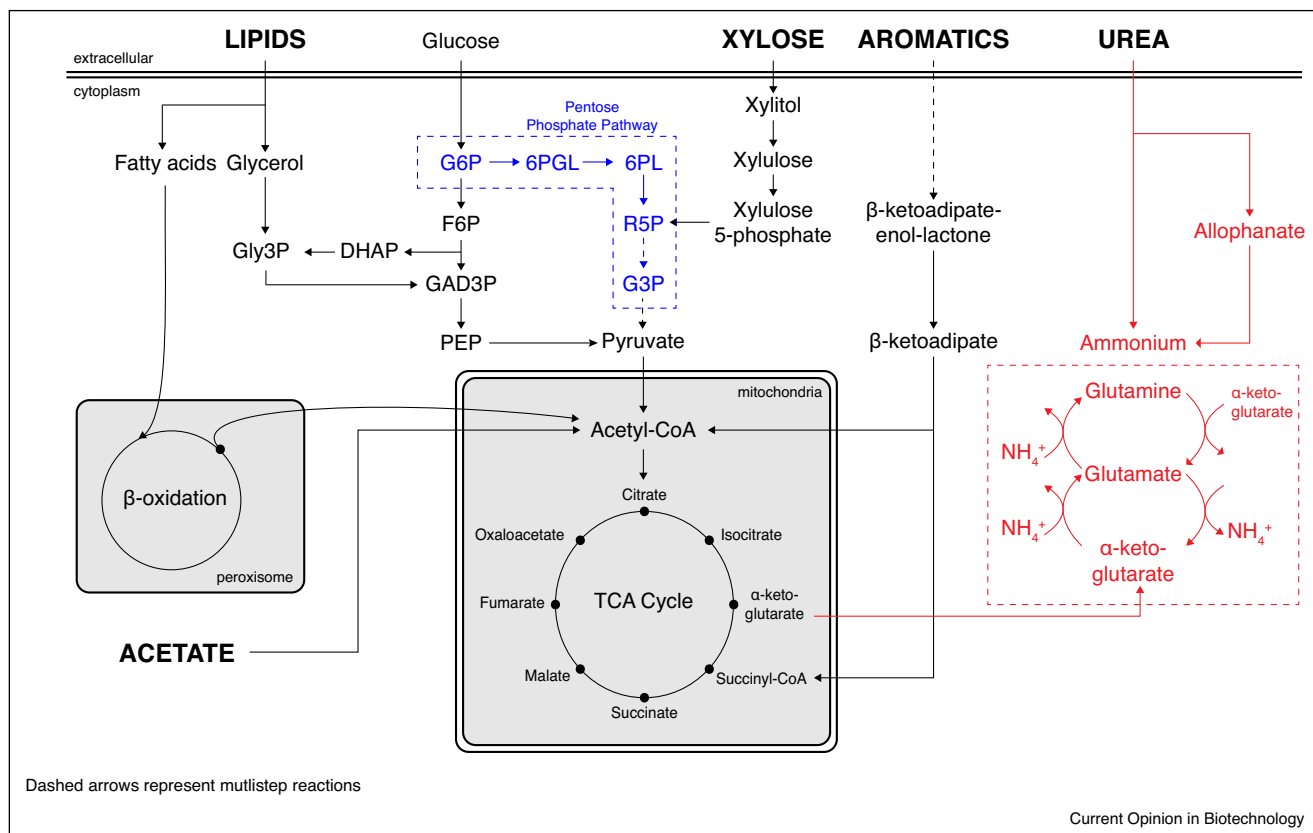 LIPIDS
Glucose
XYLOSE
AROMATICS
UREA
extracellular
cytoplasm
Xylitol
Pentose
Phosphate Pathway
Fatty acids
Glycerol
G6P
6PGL
6PL
Xylulose
F6P
R5P
Xylulose
5-phosphate
β-ketoadipate-
enol-lactone
Allophanate
Gly3P
DHAP
GAD3P
G3P
PEP
Pyruvate
β-ketoadipate
Ammonium
mitochondria
Glutamine
α-keto-
glutarate
Acetyl-CoA
NH4+
Glutamate
β-oxidation
Citrate
Oxaloacetate
Isocitrate
NH4+
NH4+
α-keto-
glutarate
peroxisome
Fumarate
TCA Cycle
α-keto-
glutarate
ACETATE
Malate
Succinyl-CoA
Succinate
Dashed arrows represent mutlistep reactions
Current Opinion in Biotechnology